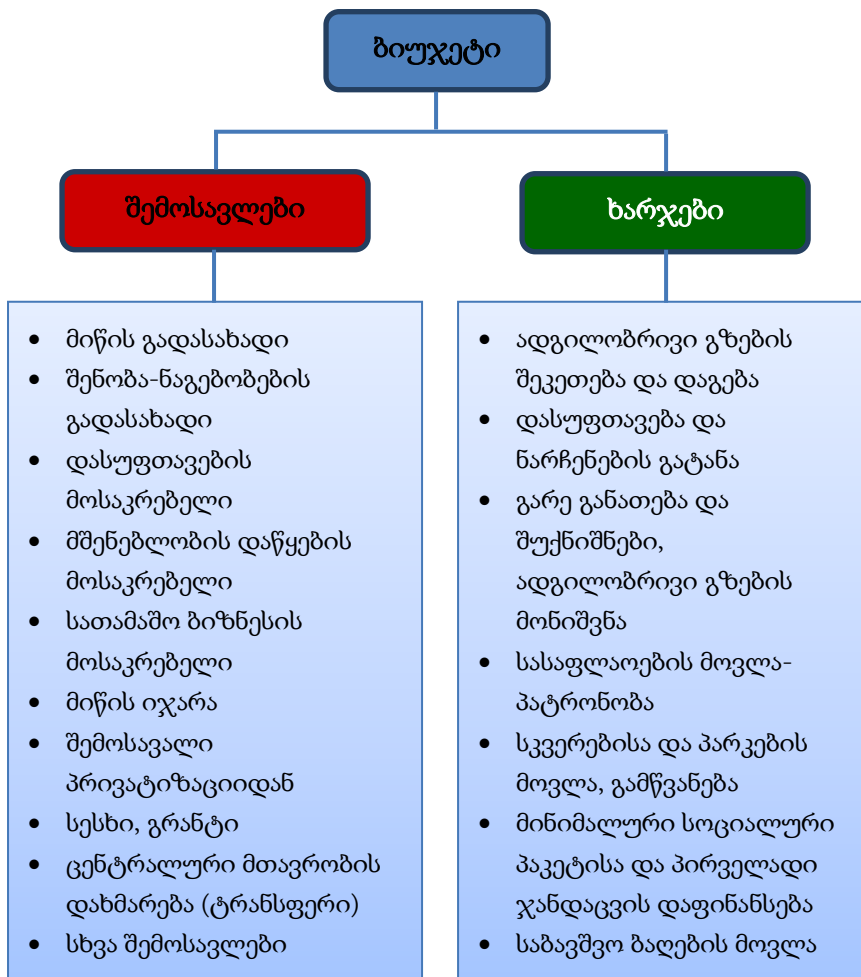 ბიუჯეტი
შემოსავლები
ხარჯები
• მიწის გადასახადი
• შენობა-ნაგებობების
გადასახადი
• დასუფთავების
მოსაკრებელი
• მშენებლობის დაწყების
მოსაკრებელი
• სათამაშო ბიზნესის
მოსაკრებელი
• მიწის იჯარა
• შემოსავალი
პრივატიზაციიდან
• სესხი, გრანტი
• ცენტრალური მთავრობის
დახმარება (ტრანსფერი)
• სხვა შემოსავლები
• ადგილობრივი გზების
შეკეთება და დაგება
• დასუფთავება და
ნარჩენების გატანა
• გარე განათება და
შუქნიშნები,
ადგილობრივი გზების
მონიშვნა
• სასაფლაოების მოვლა-
პატრონობა
• სკვერებისა და პარკების
მოვლა, გამწვანება
• მინიმალური სოციალური
პაკეტისა და პირველადი
ჯანდაცვის დაფინანსება
• საბავშვო ბაღების მოვლა